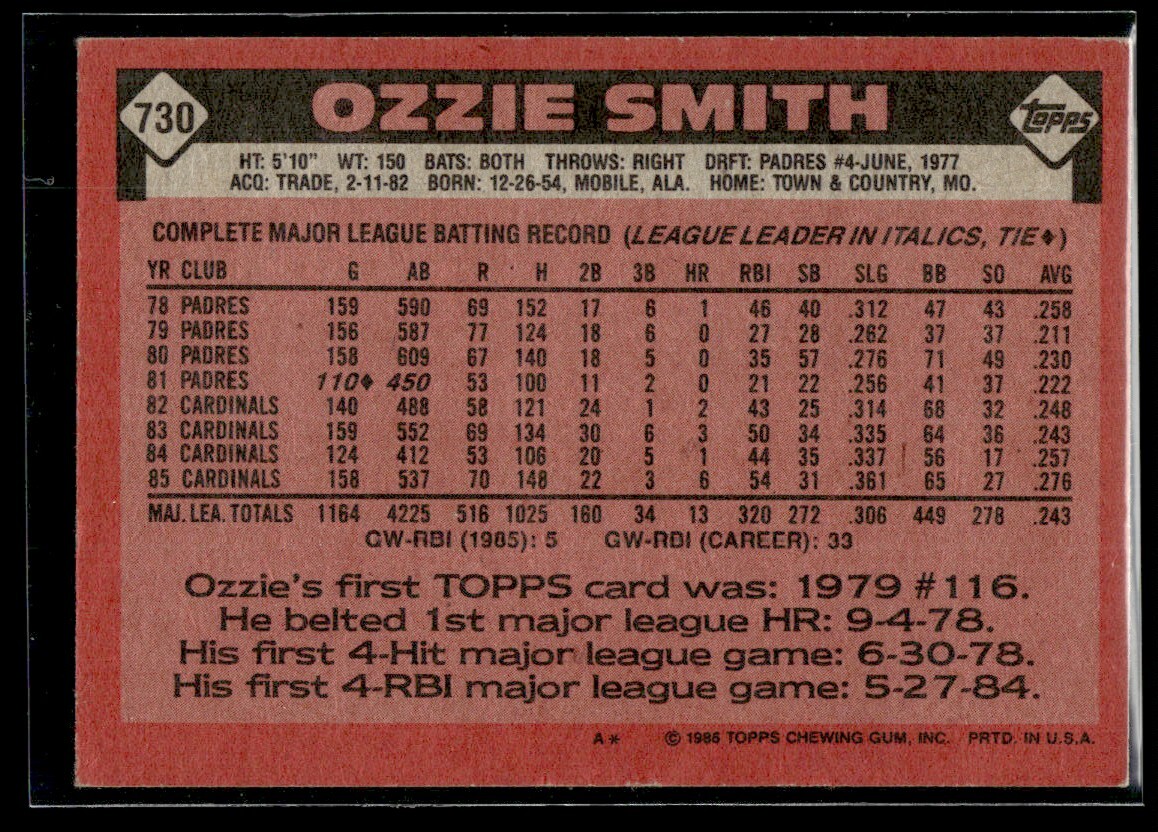 730 OZZIE SMITH topps
HT: 5'10" WT: 150 BATS: BOTH THROWS: RIGHT DRFT: PADRES #4-JUNE, 1977
ACQ: TRADE, 2-11-82 BORN: 12-26-54, MOBILE, ALA. HOME: TOWN & COUNTRY, MO.
COMPLETE MAJOR LEAGUE BATTING RECORD (LEAGUE LEADER IN ITALICS, TIE♦)
YR CLUB G AB R H 2B 3B HR RBI SB SLG BB SO AVG
78 PADRES 159 590 69 152 17 6 1 46 40 .312 47 43 .258
79 PADRES 156 587 77 124 18 6 0 27 28 .262 37 37 .211
80 PADRES 158 609 67 140 18 5 0 35 57 .276 71 49 .230
81 PADRES 110♦ 450 53 100 11 2 0 21 22 .256 41 37 .222
82 CARDINALS 140 488 58 121 24 1 2 43 25 .314 68 32 .248
83 CARDINALS 159 552 69 134 30 6 3 50 34 .335 64 36 .243
84 CARDINALS 124 412 53 106 20 5 1 44 35 .337 56 17 .257
85 CARDINALS 158 537 70 148 22 3 6 54 31 .361 65 27 .276
MAJ. LEA. TOTALS 1164 4225 516 1025 160 34 13 320 272 .306 449 278 .243
GW-RBI (1985): 5 GW-RBI (CAREER): 33
Ozzie's first TOPPS card was: 1979 #116.
He belted 1st major league HR: 9-4-78.
His first 4-Hit major league game: 6-30-78.
His first 4-RBI major league game: 5-27-84.
A* © 1986 TOPPS CHEWING GUM, INC. PRTD. IN U.S.A.